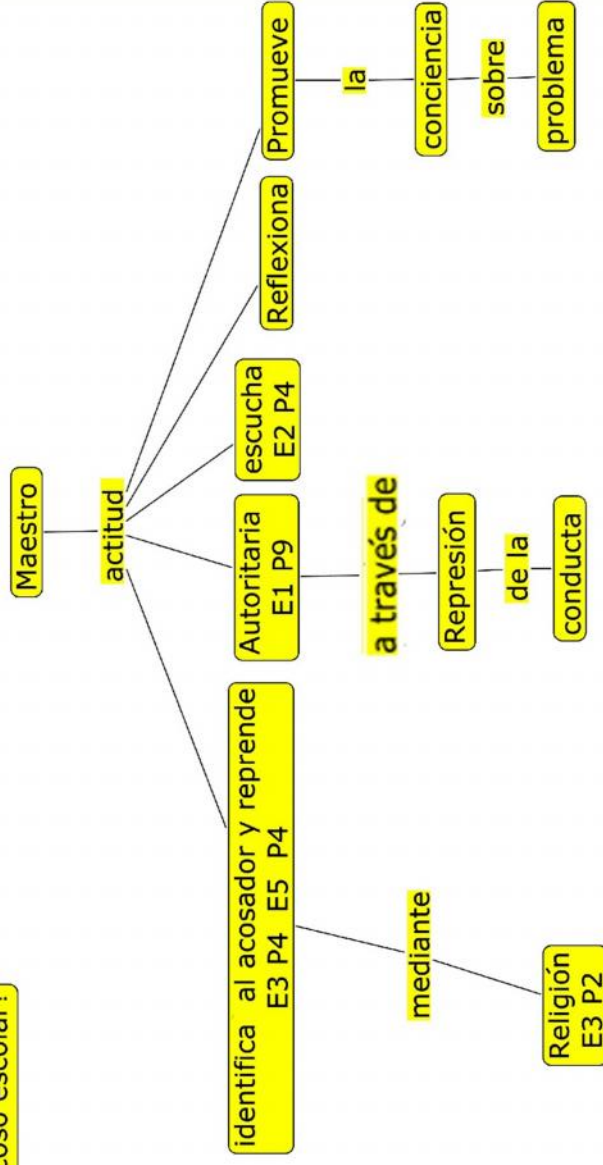 coso escolar?
Maestro
actitud
identifica al acosador y reprende
E3 P4 E5 P4
Autoritaria
E1 P9
escucha
E2 P4
Reflexiona
Promueve
mediante
Religión
E3 P2
a través de
Represión
de la
conducta
la
conciencia
sobre
problema